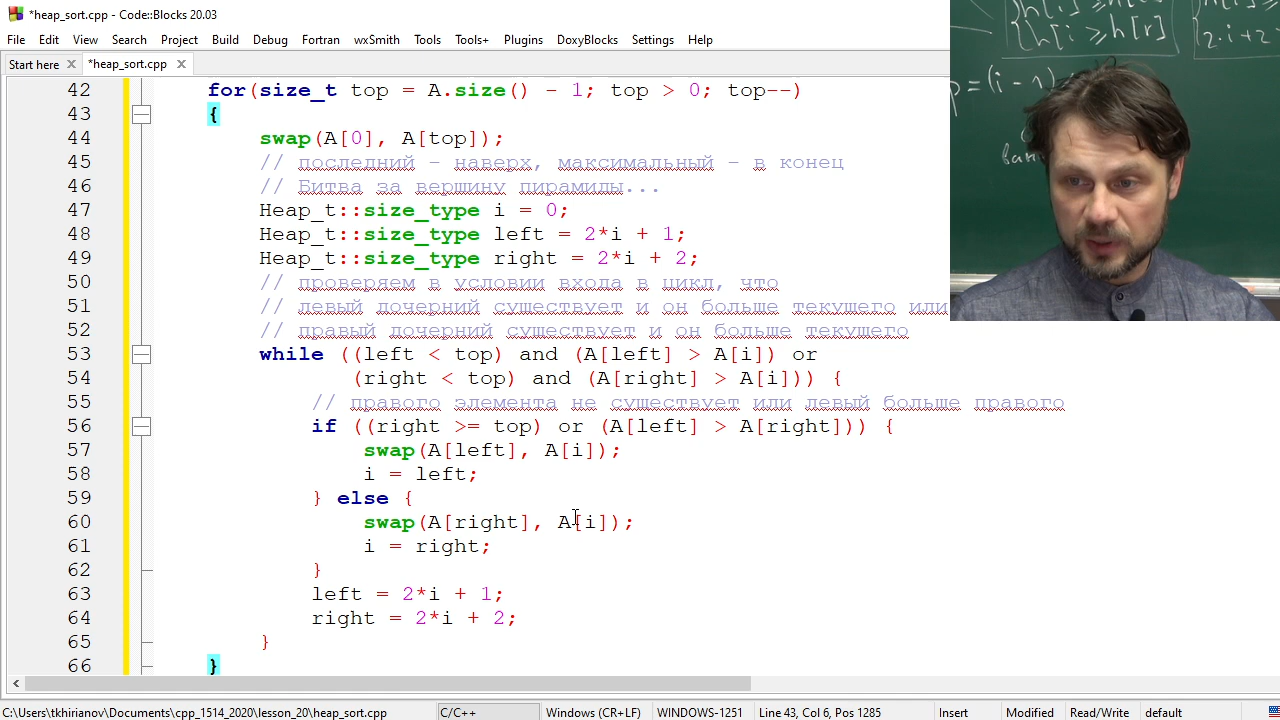 *heap_sort.cpp - Code::Blocks 20.03
File Edit View Search Project Build Debug Fortran wxSmith Tools Tools+ Plugins DoxyBlocks Settings Help
Start here *heap_sort.cpp
42 for(size_t top = A.size() - 1; top > 0; top--)
43 {
44 swap(A[0], A[top]);
45 // последний - наверх, максимальный - в конец
46 // Битва за вершину пирамилы...
47 Heap_t::size_type i = 0;
48 Heap_t::size_type left = 2*i + 1;
49 Heap_t::size_type right = 2*i + 2;
50 // проверяем в условии входа в цикл, что
51 // левый дочерний существует и он больше текущего или
52 // правый дочерний существует и он больше текущего
53 while ((left < top) and (A[left] > A[i]) or
54 (right < top) and (A[right] > A[i])) {
55 // правого элемента не существует или левый больше правого
56 if ((right >= top) or (A[left] > A[right])) {
57 swap(A[left], A[i]);
58 i = left;
59 } else {
60 swap(A[right], A[i]);
61 i = right;
62 }
63 left = 2*i + 1;
64 right = 2*i + 2;
65 }
66 }
C:\Users\tkhirianov\Documents\cpp_1514_2020\lesson_20\heap_sort.cpp C/C++ Windows (CR+LF) WINDOWS-1251 Line 43, Col 6, Pos 1285 Insert Modified Read/Write default
h[i] ≥ h[r]
2·i+2
p=(i-1)